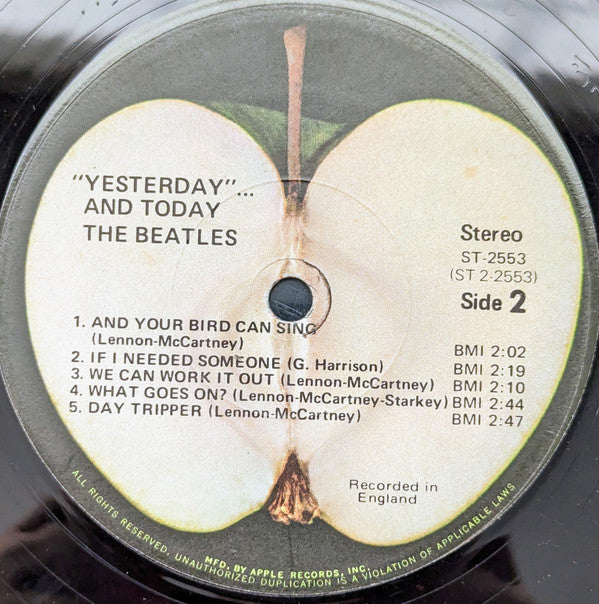 "YESTERDAY"...
AND TODAY
THE BEATLES
Stereo
ST-2553
(ST 2-2553)
Side 2
1. AND YOUR BIRD CAN SING
(Lennon-McCartney) BMI 2:02
2. IF I NEEDED SOMEONE (G. Harrison) BMI 2:19
3. WE CAN WORK IT OUT (Lennon-McCartney) BMI 2:10
4. WHAT GOES ON? (Lennon-McCartney-Starkey) BMI 2:44
5. DAY TRIPPER (Lennon-McCartney) BMI 2:47
Recorded in
England
MFD. BY APPLE RECORDS, INC.
ALL RIGHTS RESERVED. UNAUTHORIZED DUPLICATION IS A VIOLATION OF APPLICABLE LAWS